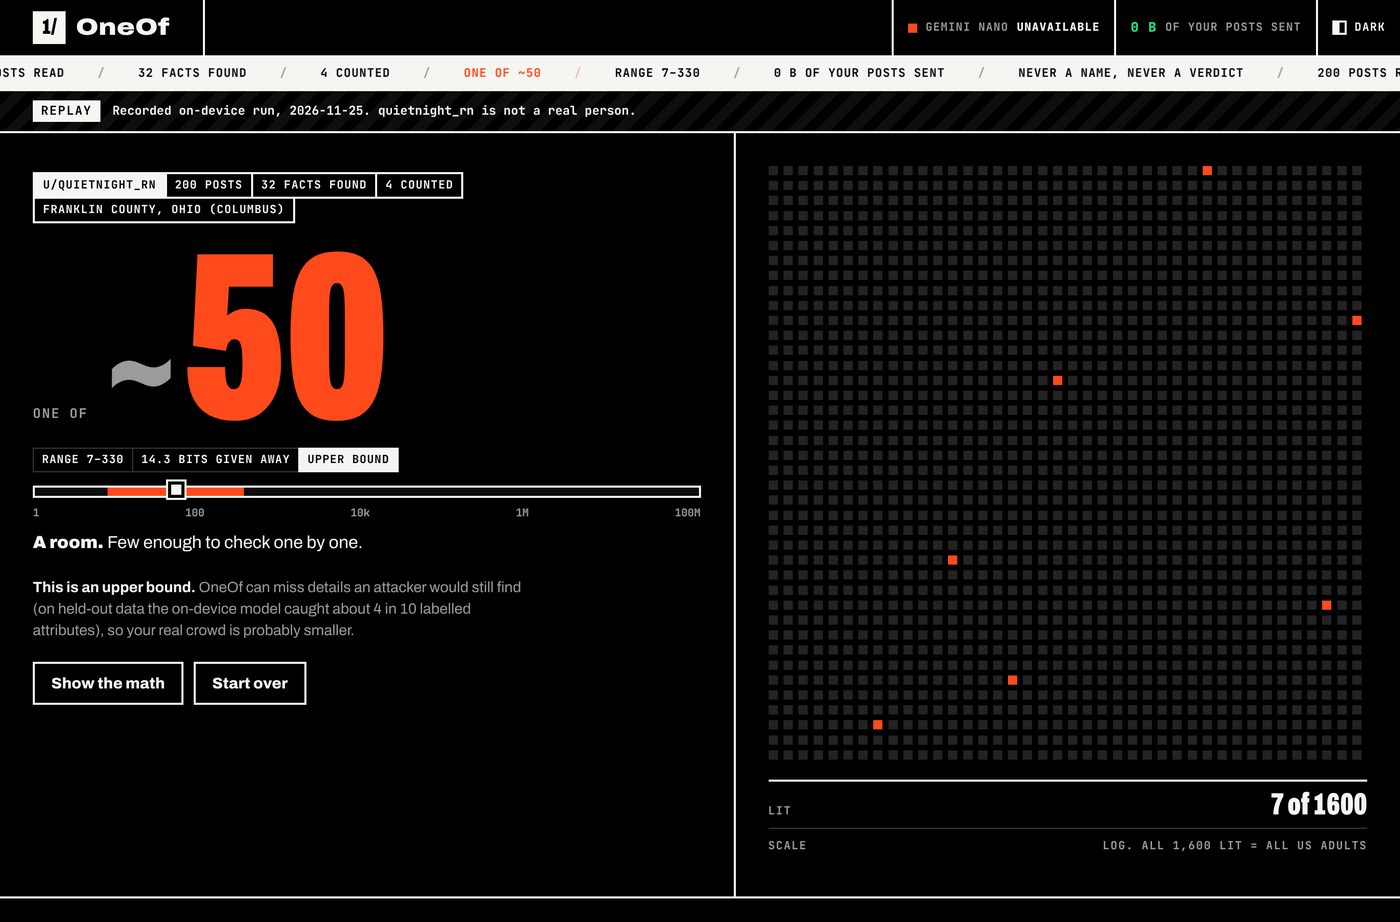 1/ OneOf
GEMINI NANO UNAVAILABLE
0 B OF YOUR POSTS SENT
DARK
STS READ / 32 FACTS FOUND / 4 COUNTED / ONE OF ~50 / RANGE 7–330 / 0 B OF YOUR POSTS SENT / NEVER A NAME, NEVER A VERDICT / 200 POSTS R
REPLAY Recorded on-device run, 2026-11-25. quietnight_rn is not a real person.
U/QUIETNIGHT_RN 200 POSTS 32 FACTS FOUND 4 COUNTED
FRANKLIN COUNTY, OHIO (COLUMBUS)
ONE OF ~50
RANGE 7–330 14.3 BITS GIVEN AWAY UPPER BOUND
1 100 10k 1M 100M
A room. Few enough to check one by one.
This is an upper bound. OneOf can miss details an attacker would still find
(on held-out data the on-device model caught about 4 in 10 labelled
attributes), so your real crowd is probably smaller.
Show the math
Start over
LIT 7 of 1600
SCALE LOG. ALL 1,600 LIT = ALL US ADULTS